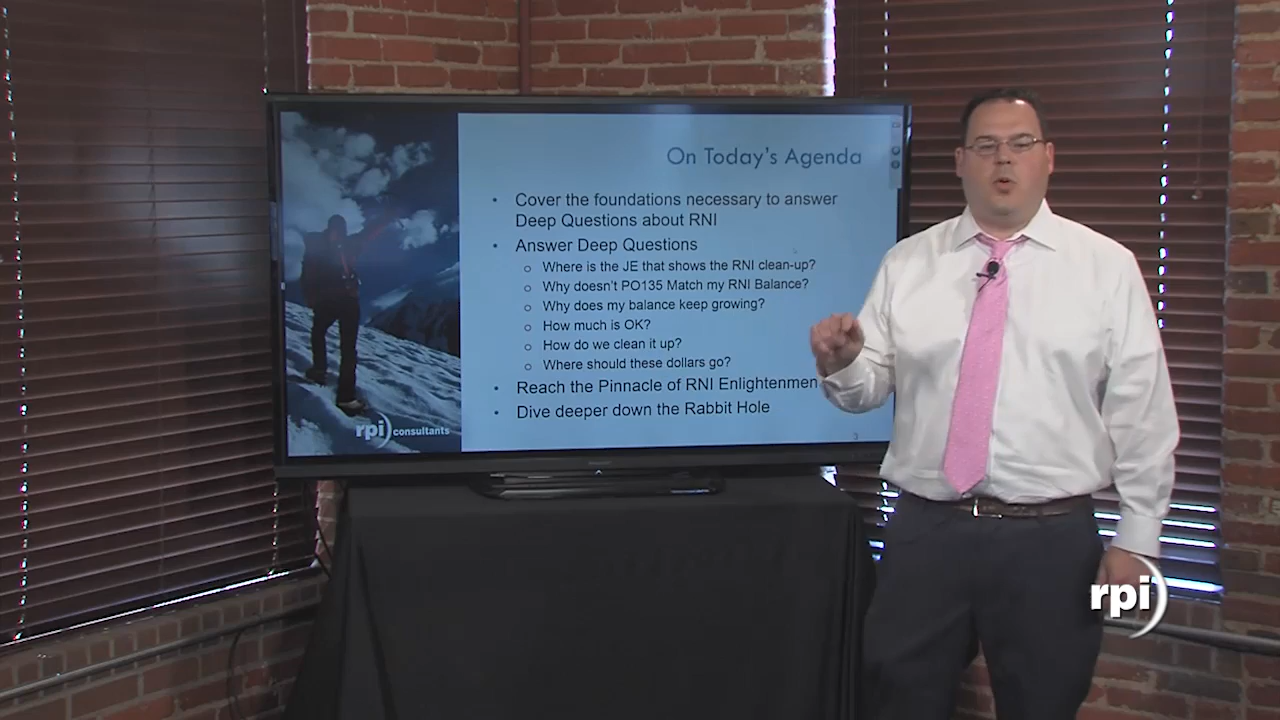 On Today's Agenda
• Cover the foundations necessary to answer
Deep Questions about RNI
• Answer Deep Questions
o Where is the JE that shows the RNI clean-up?
o Why doesn't PO135 Match my RNI Balance?
o Why does my balance keep growing?
o How much is OK?
o How do we clean it up?
o Where should these dollars go?
• Reach the Pinnacle of RNI Enlightenmen
• Dive deeper down the Rabbit Hole
rpi) consultants
3
rpi)